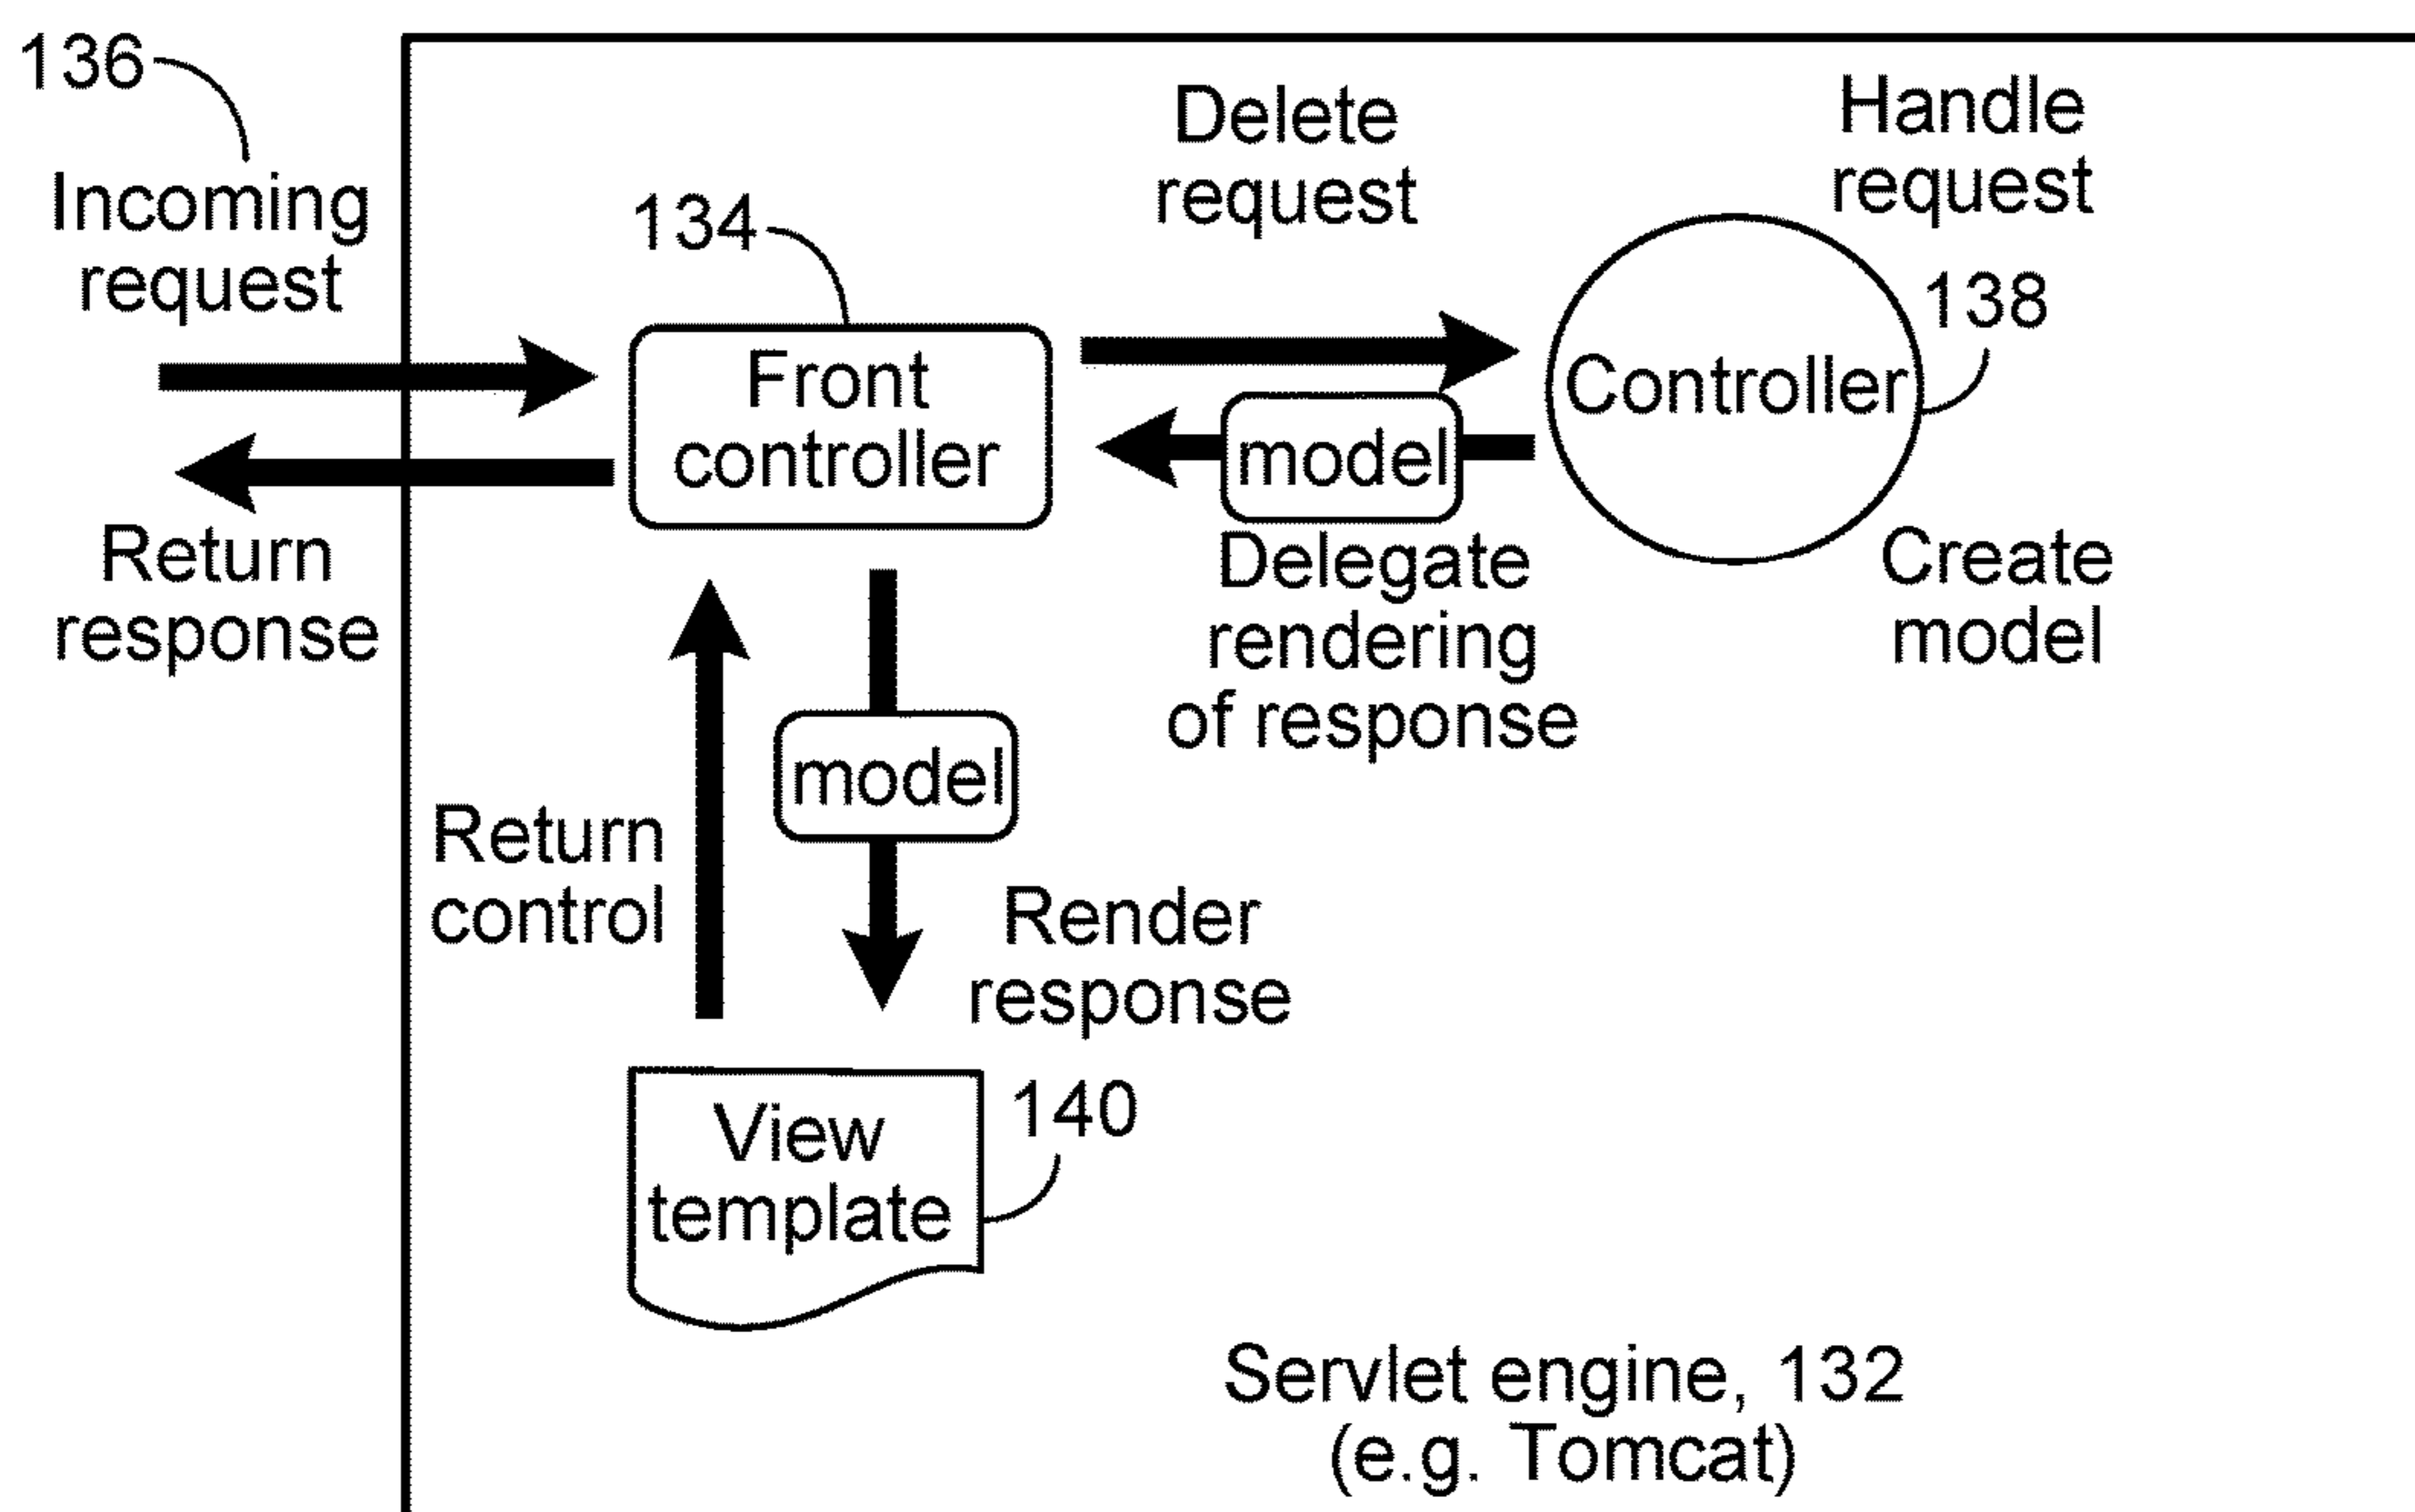 136
Incoming
request
Return
response
134
Front
controller
Delete
request
model
Delegate
rendering
of response
Handle
request
138
Controller
Create
model
Return
control
model
Render
response
View
template
140
Servlet engine, 132
(e.g. Tomcat)